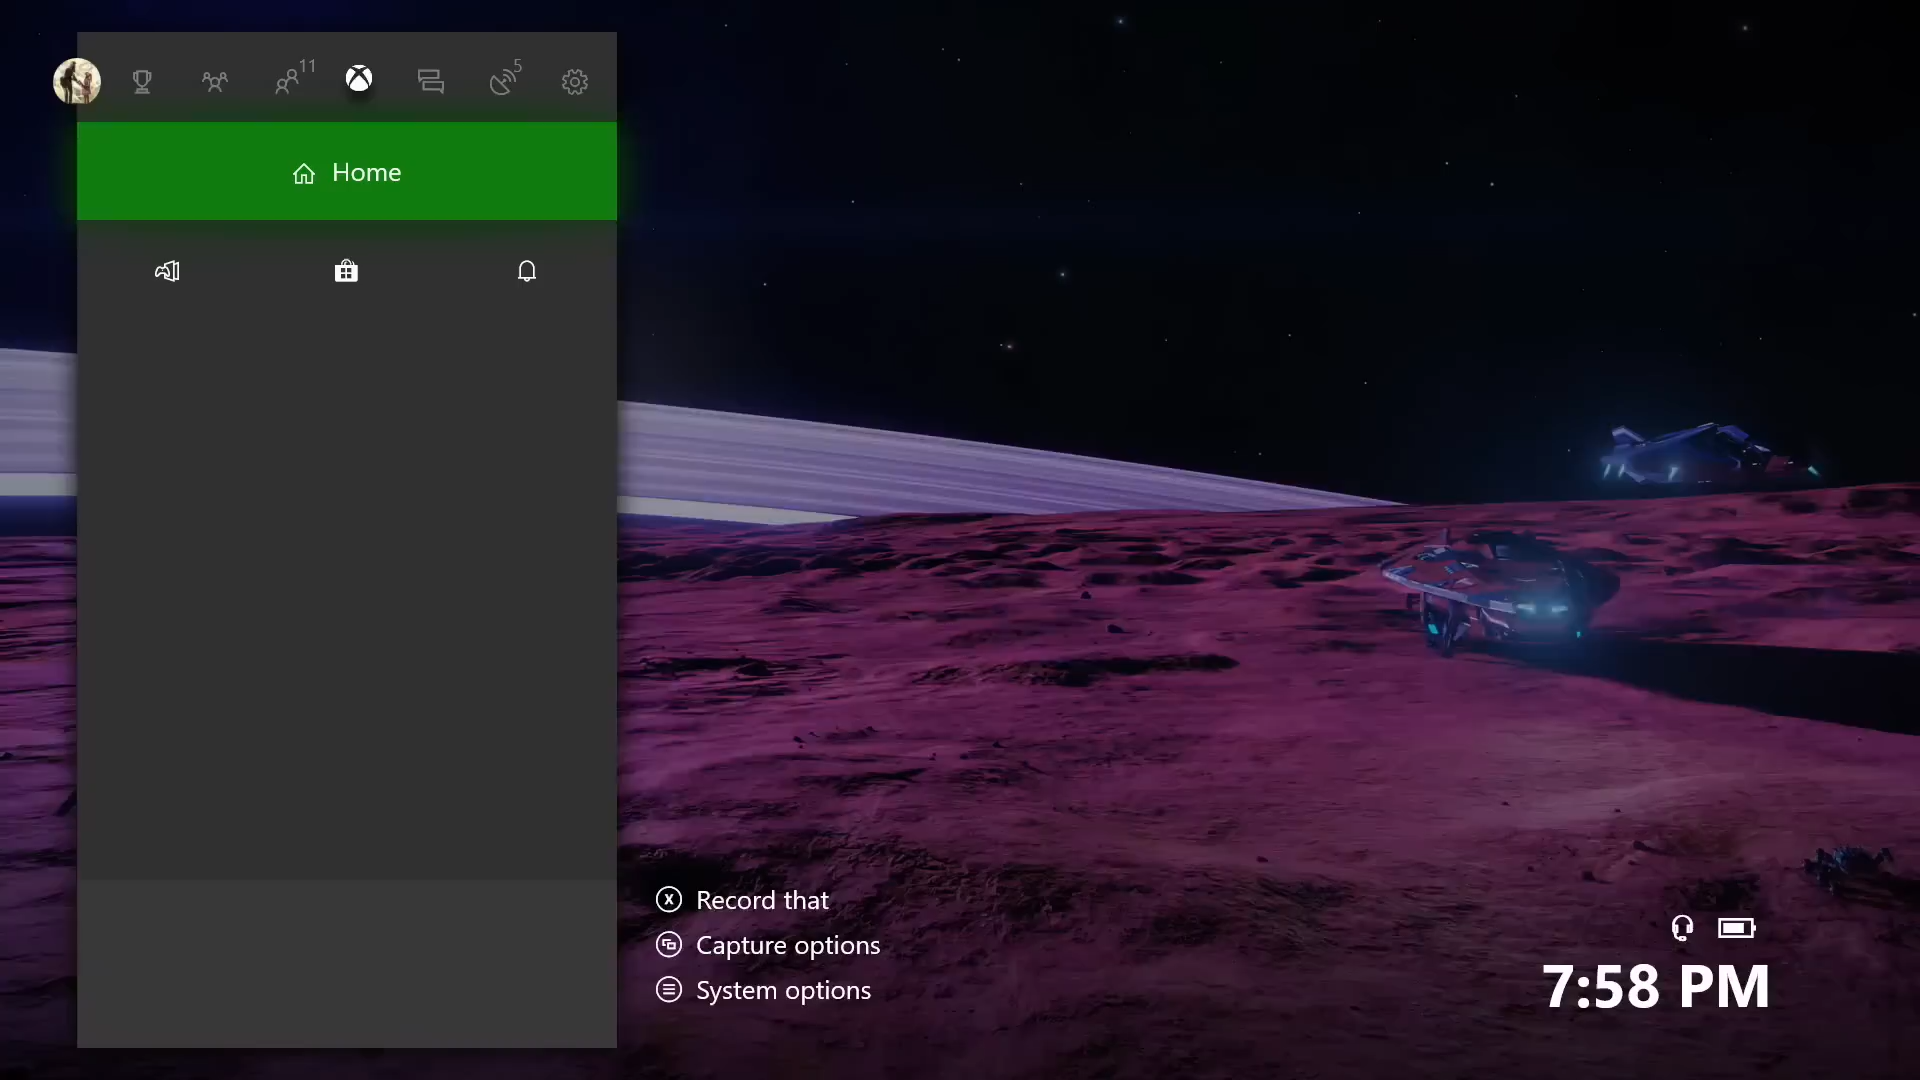 11
5
Home
X Record that
Capture options
System options
7:58 PM